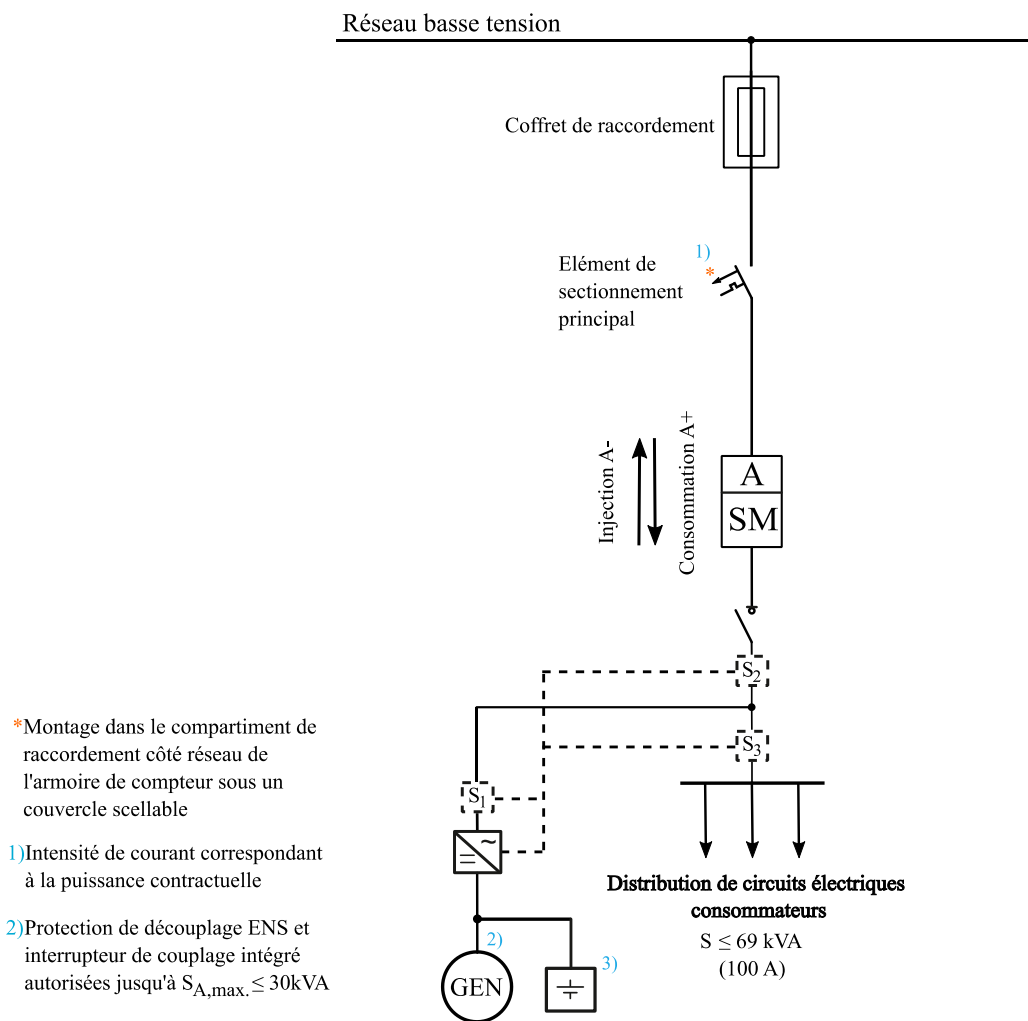 Réseau basse tension
Coffret de raccordement
1)
*
Elément de
sectionnement
principal
Injection A-
Consommation A+
A
SM
S2
S3
S1
~
=
*Montage dans le compartiment de
raccordement côté réseau de
l'armoire de compteur sous un
couvercle scellable
1)Intensité de courant correspondant
à la puissance contractuelle
2)Protection de découplage ENS et
interrupteur de couplage intégré
autorisées jusqu'à SA,max. ≤ 30kVA
Distribution de circuits électriques
consommateurs
S ≤ 69 kVA
(100 A)
2)
GEN
3)